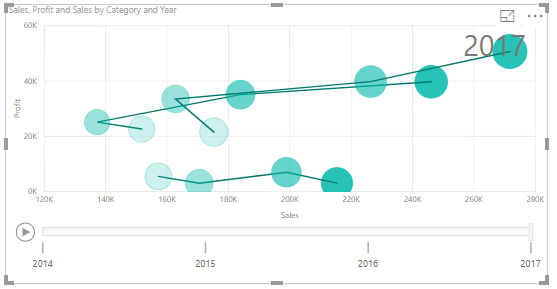 Sales, Profit and Sales by Category and Year
2017
60K
40K
20K
0K
Profit
120K 140K 160K 180K 200K 220K 240K 260K 280K
Sales
2014 2015 2016 2017